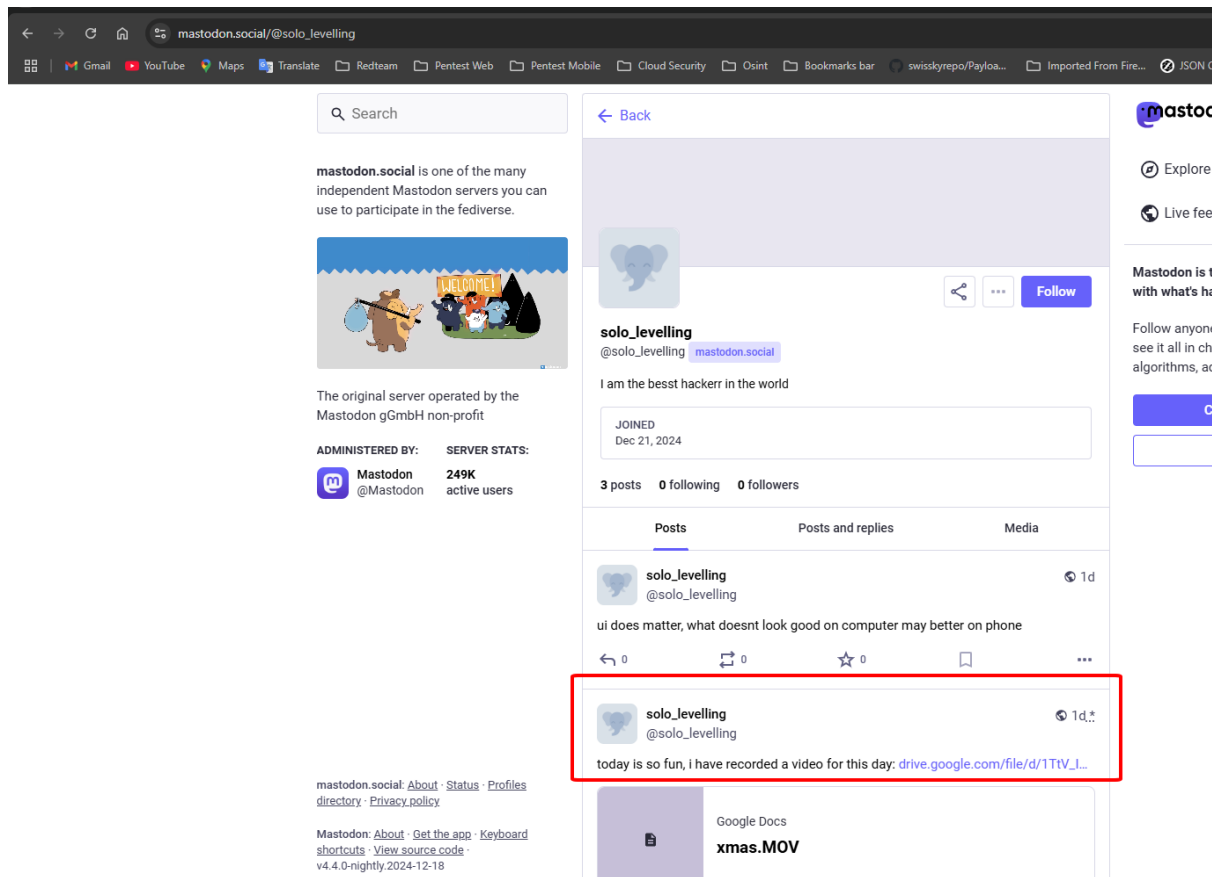 mastodon.social/@solo_levelling
Gmail YouTube Maps Translate Redteam Pentest Web Pentest Mobile Cloud Security Osint Bookmarks bar swisskyrepo/Payloa... Imported From Fire... JSON
Search
mastodon.social is one of the many
independent Mastodon servers you can
use to participate in the fediverse.
WELCOME!
The original server operated by the
Mastodon gGmbH non-profit
ADMINISTERED BY: SERVER STATS:
Mastodon 249K
@Mastodon active users
mastodon.social: About · Status · Profiles
directory · Privacy policy
Mastodon: About · Get the app · Keyboard
shortcuts · View source code ·
v4.4.0-nightly.2024-12-18
Back
Follow
solo_levelling
@solo_levelling mastodon.social
I am the besst hackerr in the world
JOINED
Dec 21, 2024
3 posts 0 following 0 followers
Posts Posts and replies Media
solo_levelling 1d
@solo_levelling
ui does matter, what doesnt look good on computer may better on phone
0 0 0
solo_levelling 1d *
@solo_levelling
today is so fun, i have recorded a video for this day: drive.google.com/file/d/1TtV_I...
Google Docs
xmas.MOV
Explore
Live fee
Mastodon is t
with what's ha
Follow anyone
see it all in ch
algorithms, ad